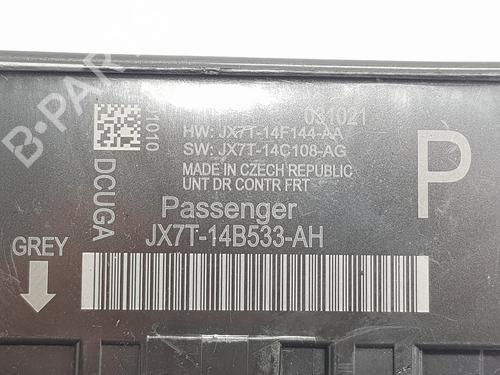 031021
HW: JX7T-14F144-AA
SW: JX7T-14C108-AG
MADE IN CZECH REPUBLIC
UNT DR CONTR FRT
Passenger
JX7T-14B533-AH
P
1010
DCUGA
GREY